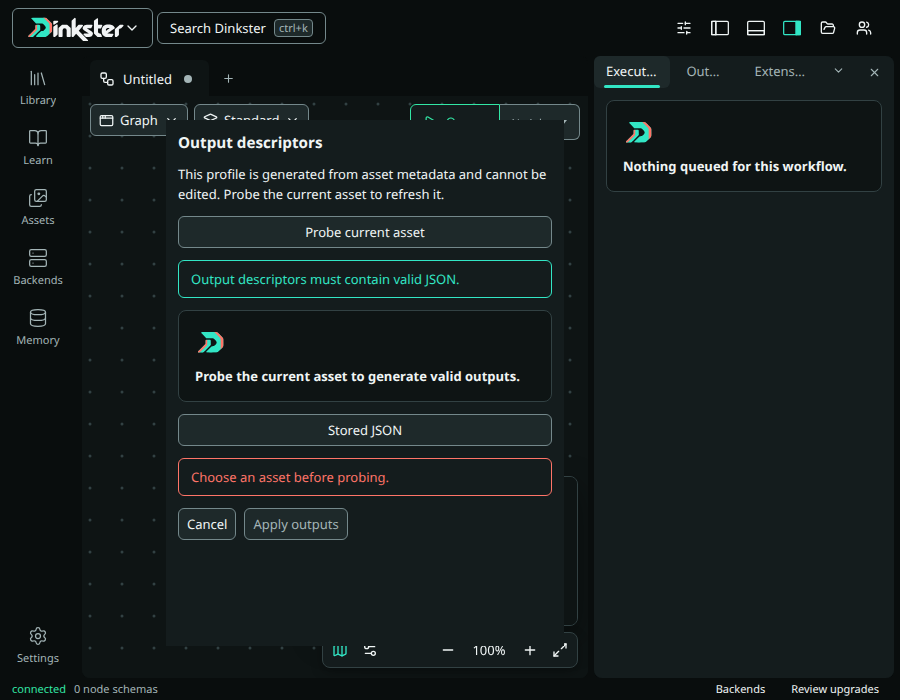 Dinkster
Search Dinkster ctrl+k
Library
Learn
Assets
Backends
Memory
Settings
Untitled
Graph
Standard
Output descriptors
This profile is generated from asset metadata and cannot be
edited. Probe the current asset to refresh it.
Probe current asset
Output descriptors must contain valid JSON.
Probe the current asset to generate valid outputs.
Stored JSON
Choose an asset before probing.
Cancel
Apply outputs
100%
Execut...
Out...
Extens...
Nothing queued for this workflow.
connected
0 node schemas
Backends
Review upgrades